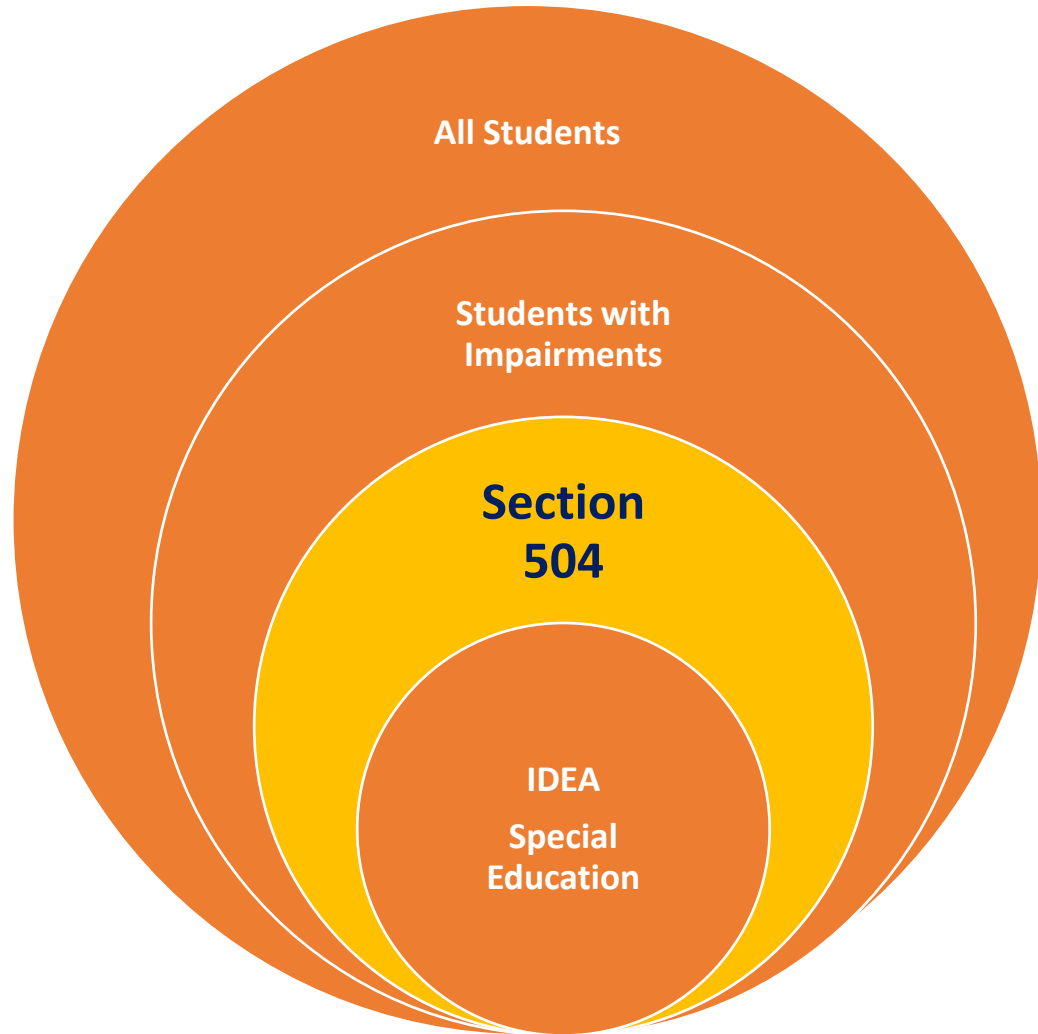 All Students
Students with
Impairments
Section
504
IDEA
Special
Education